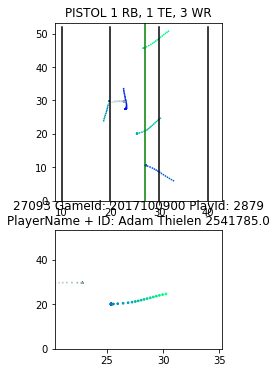 PISTOL 1 RB, 1 TE, 3 WR
50
40
30
20
10
0
10 20 30 40
27093 GameId: 2017100900 PlayId: 2879
PlayerName + ID: Adam Thielen 2541785.0
40
20
0
25 30 35